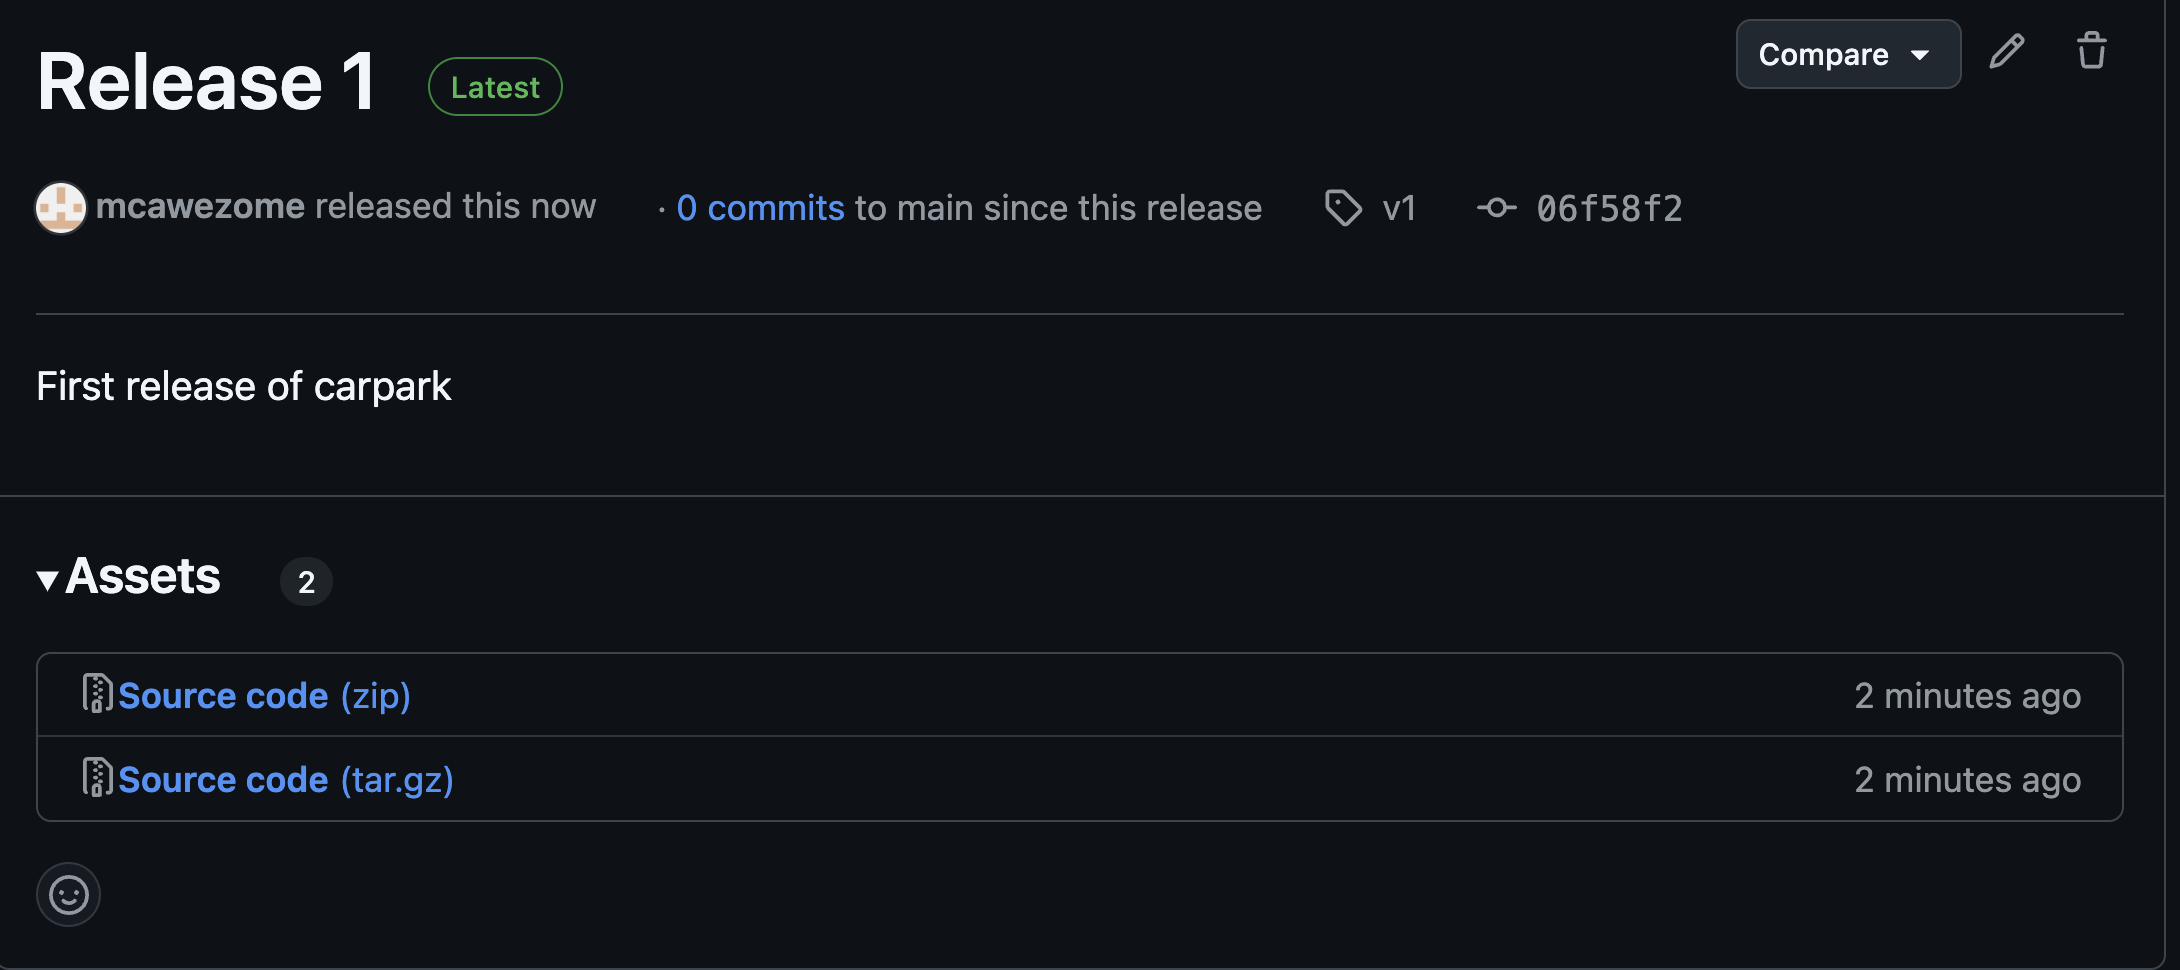 Release 1 Latest Compare
mcawezome released this now · 0 commits to main since this release v1 06f58f2
First release of carpark
Assets 2
Source code (zip) 2 minutes ago
Source code (tar.gz) 2 minutes ago